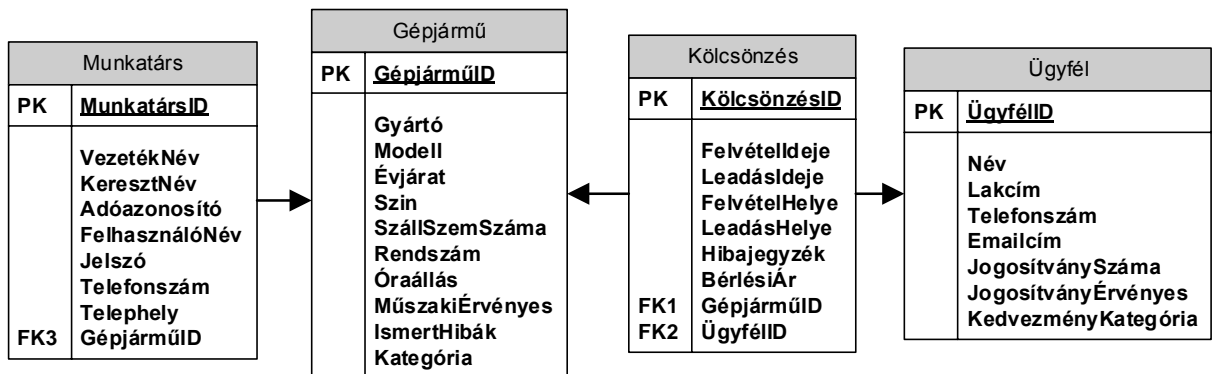 Munkatárs
PK MunkatársID
VezetékNév
KeresztNév
Adóazonosító
FelhasználóNév
Jelszó
Telefonszám
Telephely
FK3 GépjárműID
Gépjármű
PK GépjárműID
Gyártó
Modell
Évjárat
Szin
SzállSzemSzáma
Rendszám
Óraállás
MűszakiÉrvényes
IsmertHibák
Kategória
Kölcsönzés
PK KölcsönzésID
FelvételIdeje
LeadásIdeje
FelvételHelye
LeadásHelye
Hibajegyzék
BérlésiÁr
FK1 GépjárműID
FK2 ÜgyfélID
Ügyfél
PK ÜgyfélID
Név
Lakcím
Telefonszám
Emailcím
JogosítványSzáma
JogosítványÉrvényes
KedvezményKategória